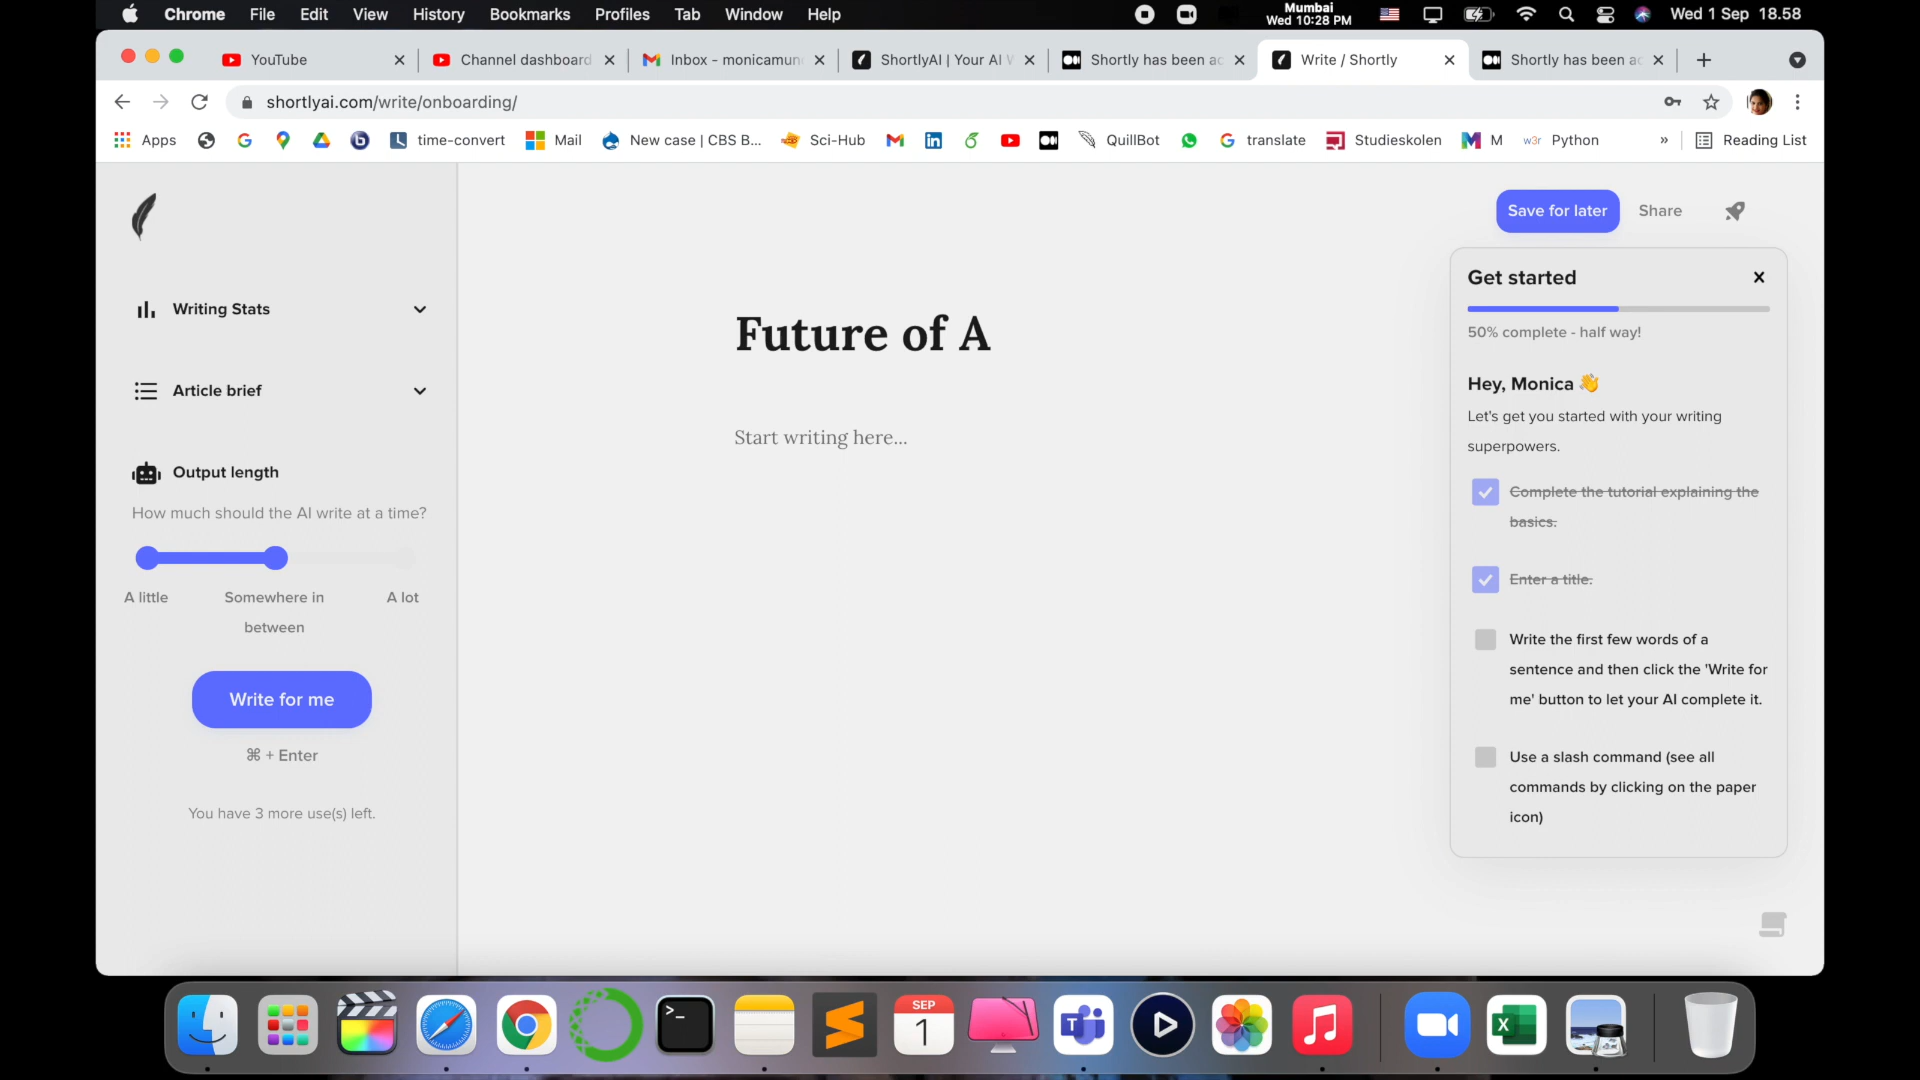 Chrome File Edit View History Bookmarks Profiles Tab Window Help
Mumbai
Wed 10:28 PM
Wed 1 Sep 18.58
YouTube
Channel dashboard
Inbox - monicamun
ShortlyAI | Your AI W
Shortly has been ac
Write / Shortly
Shortly has been ac
shortlyai.com/write/onboarding/
Apps
time-convert
Mail
New case | CBS B...
Sci-Hub
QuillBot
translate
Studieskolen
M
w3r
Python
»
Reading List
Save for later
Share
Writing Stats
Article brief
Output length
How much should the AI write at a time?
A little
Somewhere in
between
A lot
Write for me
⌘ + Enter
You have 3 more use(s) left.
Future of A
Start writing here...
Get started
50% complete - half way!
Hey, Monica 👋
Let's get you started with your writing
superpowers.
Complete the tutorial explaining the
basics.
Enter a title.
Write the first few words of a
sentence and then click the 'Write for
me' button to let your AI complete it.
Use a slash command (see all
commands by clicking on the paper
icon)
SEP
1
T
X